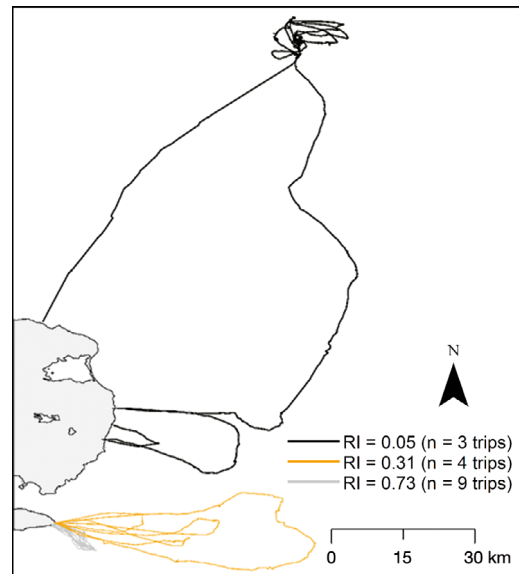 N
RI = 0.05 (n = 3 trips)
RI = 0.31 (n = 4 trips)
RI = 0.73 (n = 9 trips)
0 15 30 km